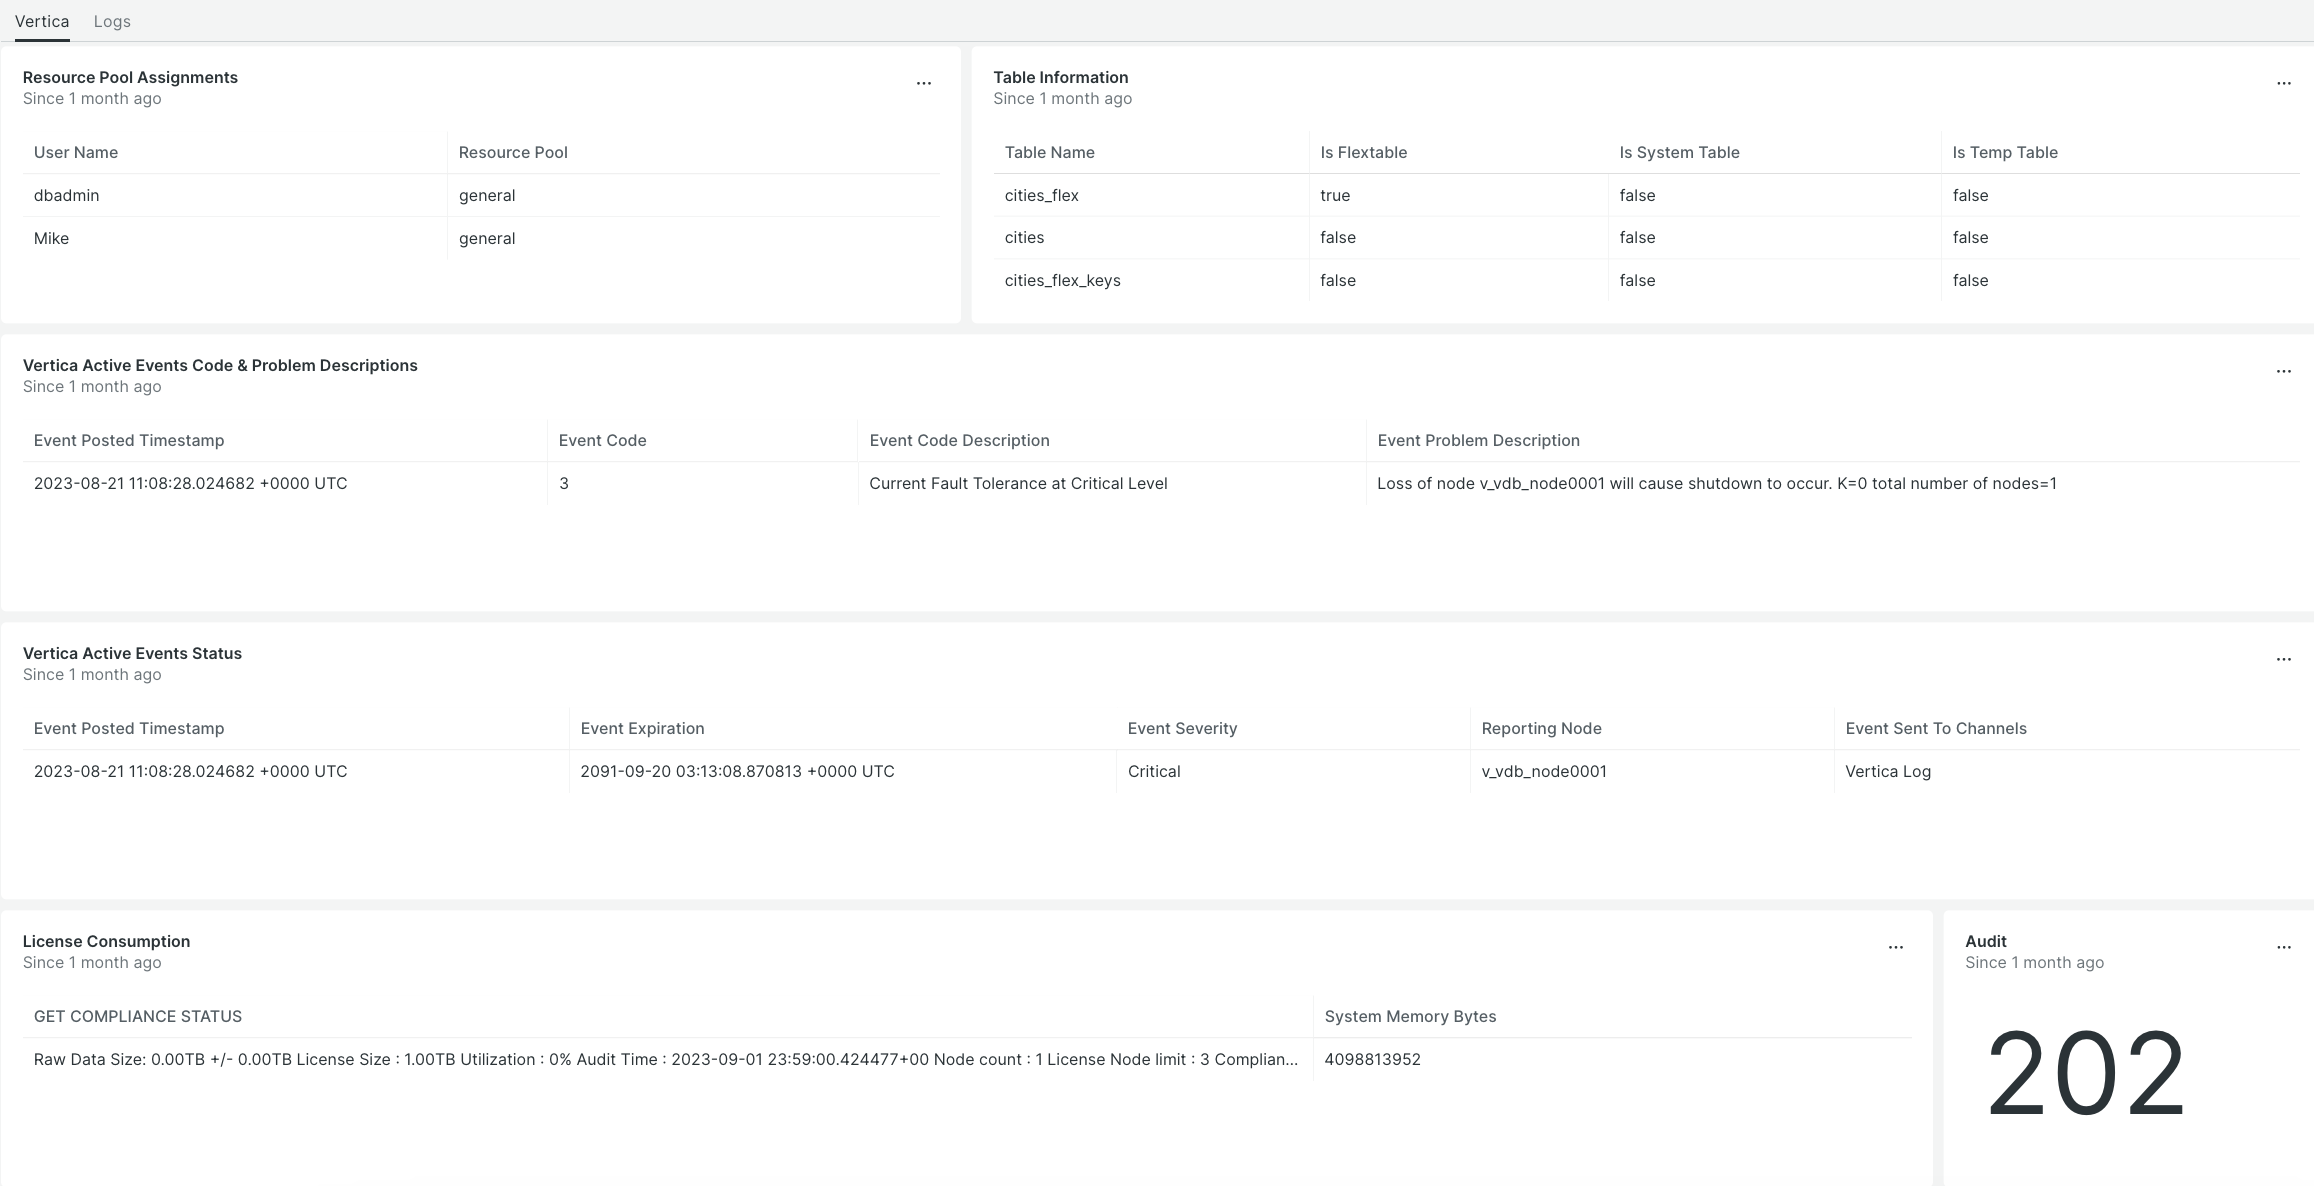 Vertica Logs
Resource Pool Assignments
Since 1 month ago
...
User Name Resource Pool
dbadmin general
Mike general
Table Information
Since 1 month ago
...
Table Name Is Flextable Is System Table Is Temp Table
cities_flex true false false
cities false false false
cities_flex_keys false false false
Vertica Active Events Code & Problem Descriptions
Since 1 month ago
...
Event Posted Timestamp Event Code Event Code Description Event Problem Description
2023-08-21 11:08:28.024682 +0000 UTC 3 Current Fault Tolerance at Critical Level Loss of node v_vdb_node0001 will cause shutdown to occur. K=0 total number of nodes=1
Vertica Active Events Status
Since 1 month ago
...
Event Posted Timestamp Event Expiration Event Severity Reporting Node Event Sent To Channels
2023-08-21 11:08:28.024682 +0000 UTC 2091-09-20 03:13:08.870813 +0000 UTC Critical v_vdb_node0001 Vertica Log
License Consumption
Since 1 month ago
...
GET COMPLIANCE STATUS System Memory Bytes
Raw Data Size: 0.00TB +/- 0.00TB License Size : 1.00TB Utilization : 0% Audit Time : 2023-09-01 23:59:00.424477+00 Node count : 1 License Node limit : 3 Complian... 4098813952
Audit
Since 1 month ago
...
202